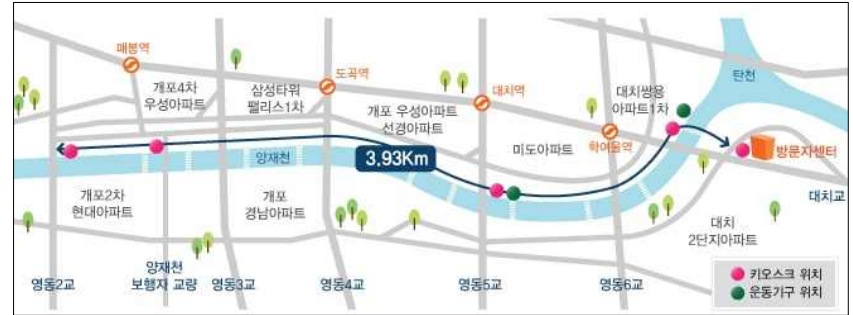 매봉역
개포4차
우성아파트
삼성타워
팰리스1차
도곡역
개포 우성아파트
선경아파트
대치역
대치쌍용
아파트1차
탄천
학여울역
미도아파트
방문자센터
양재천
3.93Km
개포2차
현대아파트
개포
경남아파트
대치
2단지아파트
대치교
영동2교
양재천
보행자 교량
영동3교
영동4교
영동5교
영동6교
키오스크 위치
운동기구 위치